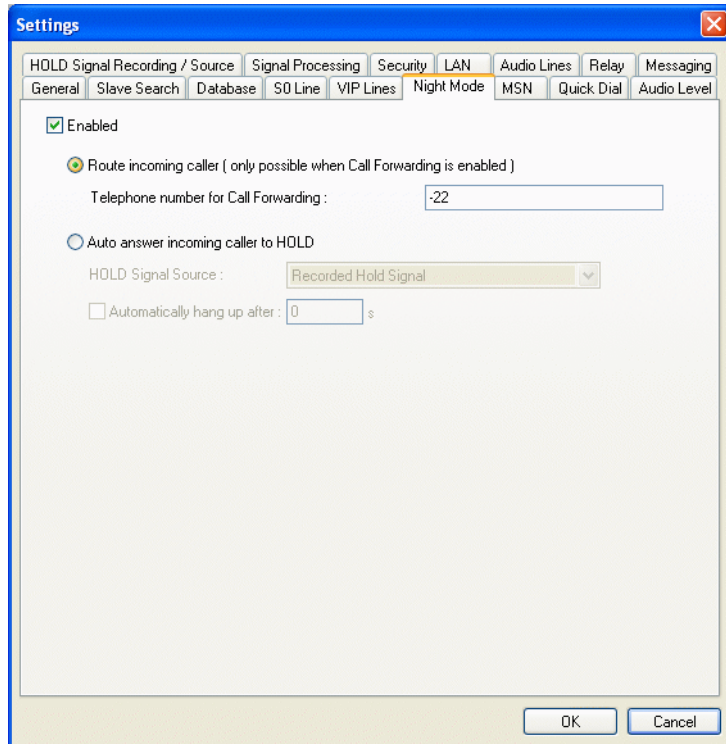 Settings
HOLD Signal Recording / Source Signal Processing Security LAN Audio Lines Relay Messaging
General Slave Search Database S0 Line VIP Lines Night Mode MSN Quick Dial Audio Level
Enabled
Route incoming caller ( only possible when Call Forwarding is enabled )
Telephone number for Call Forwarding : -22
Auto answer incoming caller to HOLD
HOLD Signal Source : Recorded Hold Signal
Automatically hang up after : 0 s
OK Cancel